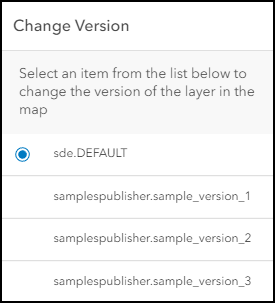 Change Version
Select an item from the list below to
change the version of the layer in the
map
sde.DEFAULT
samplespublisher.sample_version_1
samplespublisher.sample_version_2
samplespublisher.sample_version_3